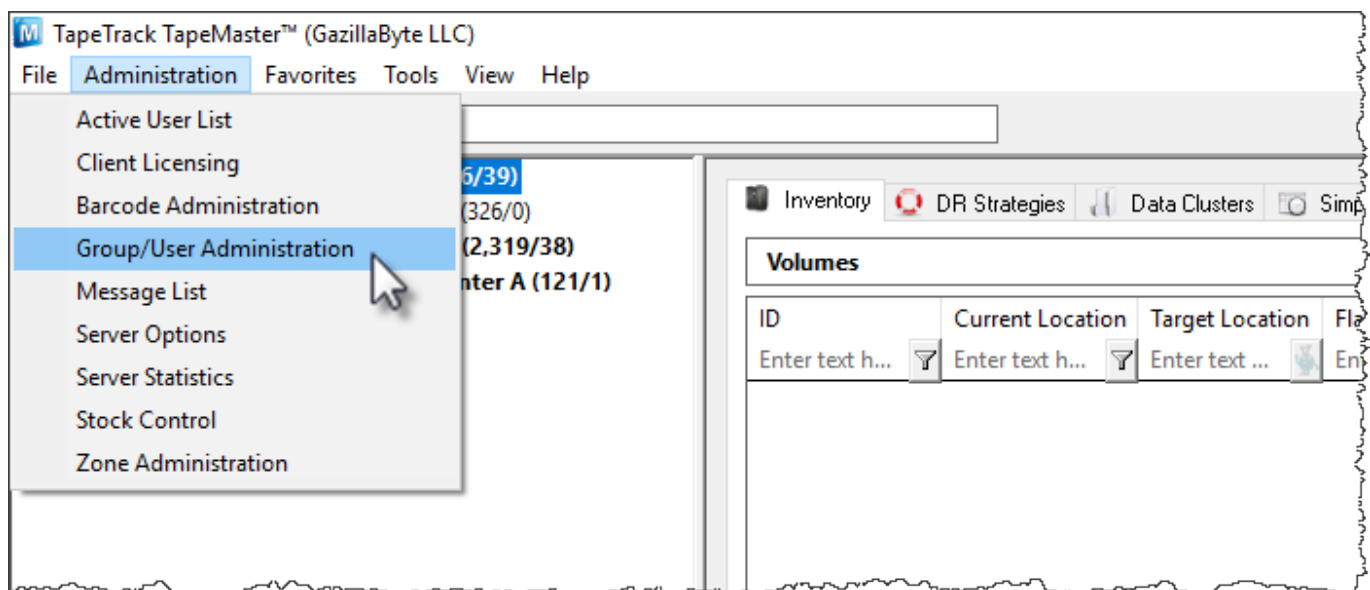 TapeTrack TapeMaster™ (GazillaByte LLC)
File Administration Favorites Tools View Help
Active User List
Client Licensing
Barcode Administration
Group/User Administration
Message List
Server Options
Server Statistics
Stock Control
Zone Administration
6/39)
(326/0)
(2,319/38)
nter A (121/1)
Inventory DR Strategies Data Clusters Simp
Volumes
ID Current Location Target Location Fla
Enter text h... Enter text h... Enter text ... En